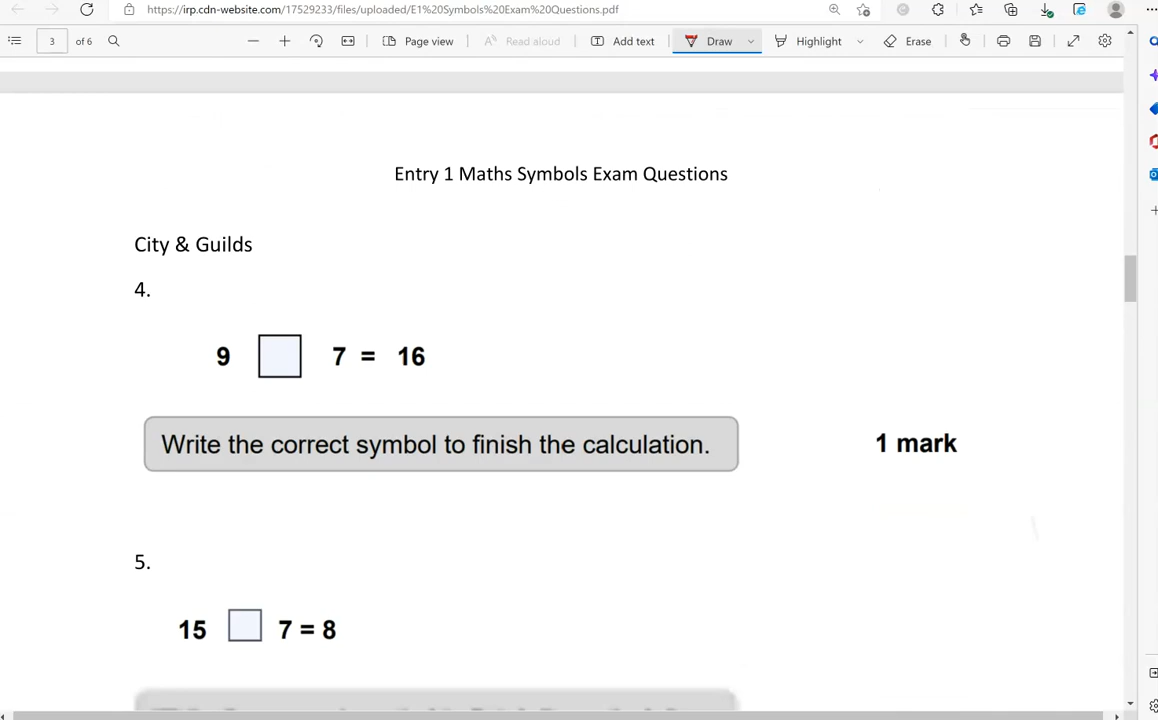 https://irp.cdn-website.com/17529233/files/uploaded/E1%20Symbols%20Exam%20Questions.pdf
3 of 6 Page view Read aloud Add text Draw Highlight Erase
Entry 1 Maths Symbols Exam Questions
City & Guilds
4.
9 7 = 16
Write the correct symbol to finish the calculation.
1 mark
5.
15 7 = 8